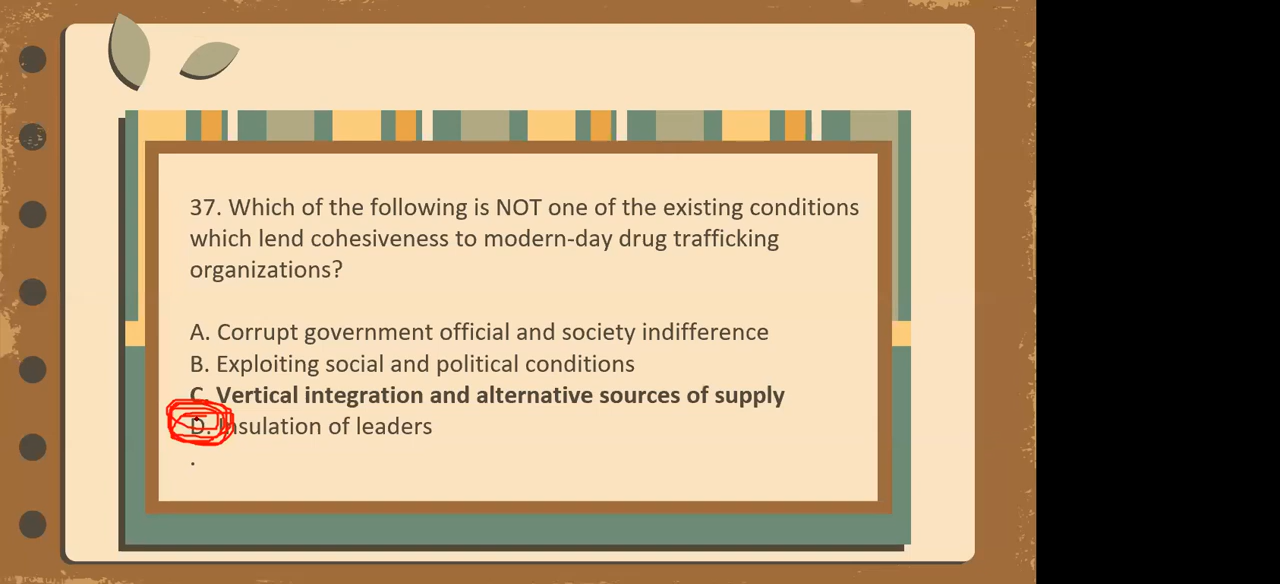 37. Which of the following is NOT one of the existing conditions
which lend cohesiveness to modern-day drug trafficking
organizations?
A. Corrupt government official and society indifference
B. Exploiting social and political conditions
C. Vertical integration and alternative sources of supply
D. Insulation of leaders
.